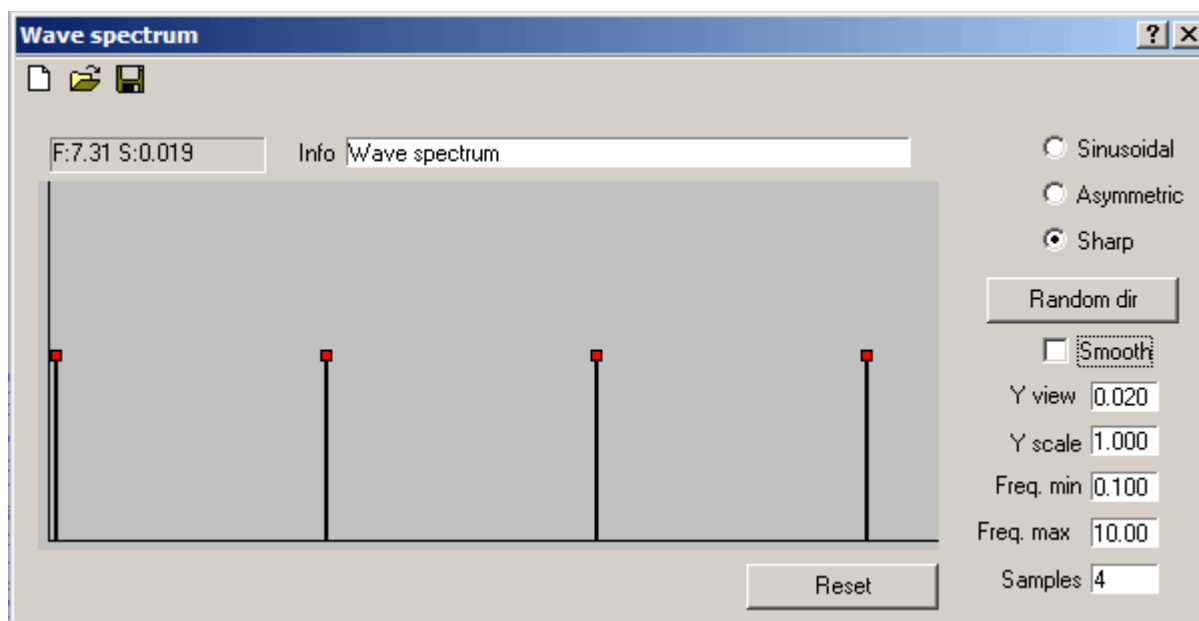 Wave spectrum
F:7.31 S:0.019
Info Wave spectrum
Sinusoidal
Asymmetric
Sharp
Random dir
Smooth
Y view 0.020
Y scale 1.000
Freq. min 0.100
Freq. max 10.00
Samples 4
Reset